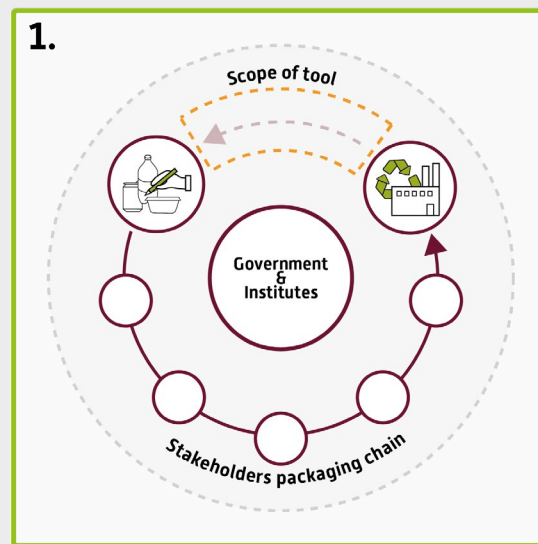 1.
Scope of tool
Government
&
Institutes
Stakeholders packaging chain